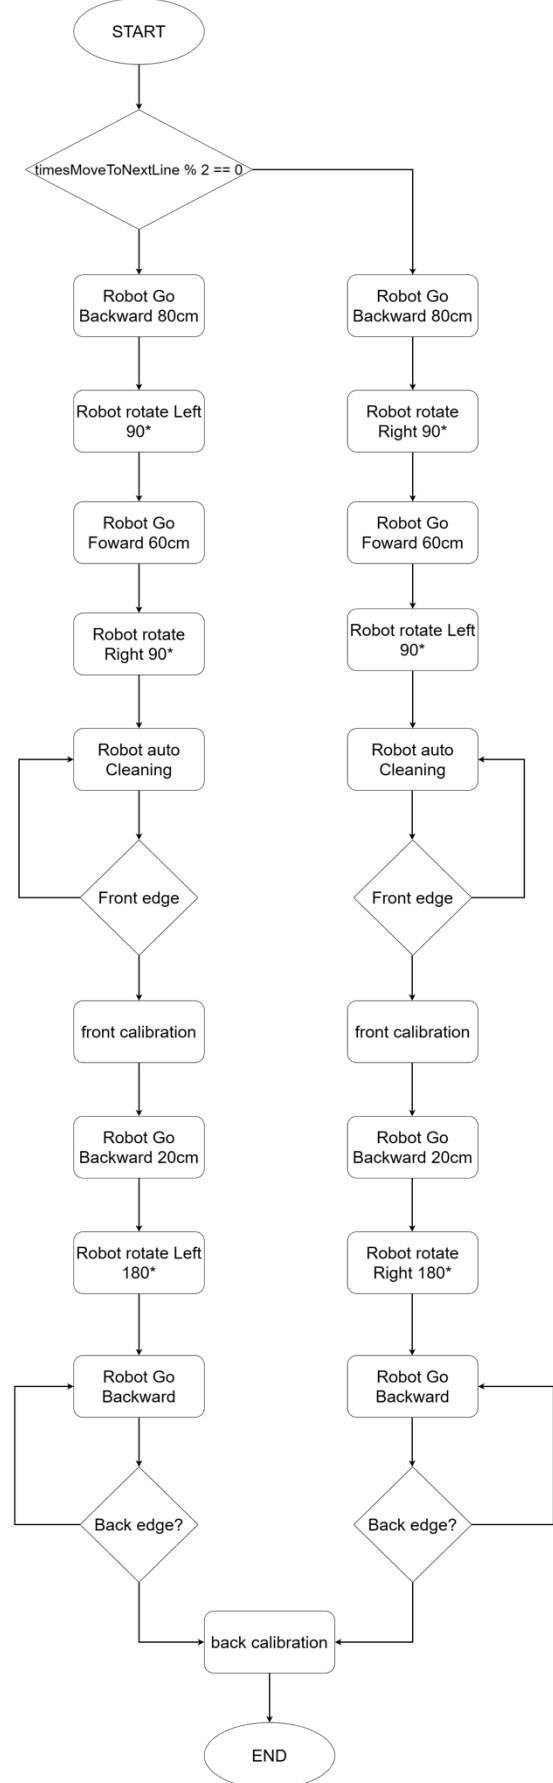 START
timesMoveToNextLine % 2 == 0
Robot Go
Backward 80cm
Robot rotate Left
90*
Robot Go
Foward 60cm
Robot rotate
Right 90*
Robot auto
Cleaning
Front edge
front calibration
Robot Go
Backward 20cm
Robot rotate Left
180*
Robot Go
Backward
Back edge?
Robot Go
Backward 80cm
Robot rotate
Right 90*
Robot Go
Foward 60cm
Robot rotate Left
90*
Robot auto
Cleaning
Front edge
front calibration
Robot Go
Backward 20cm
Robot rotate
Right 180*
Robot Go
Backward
Back edge?
back calibration
END